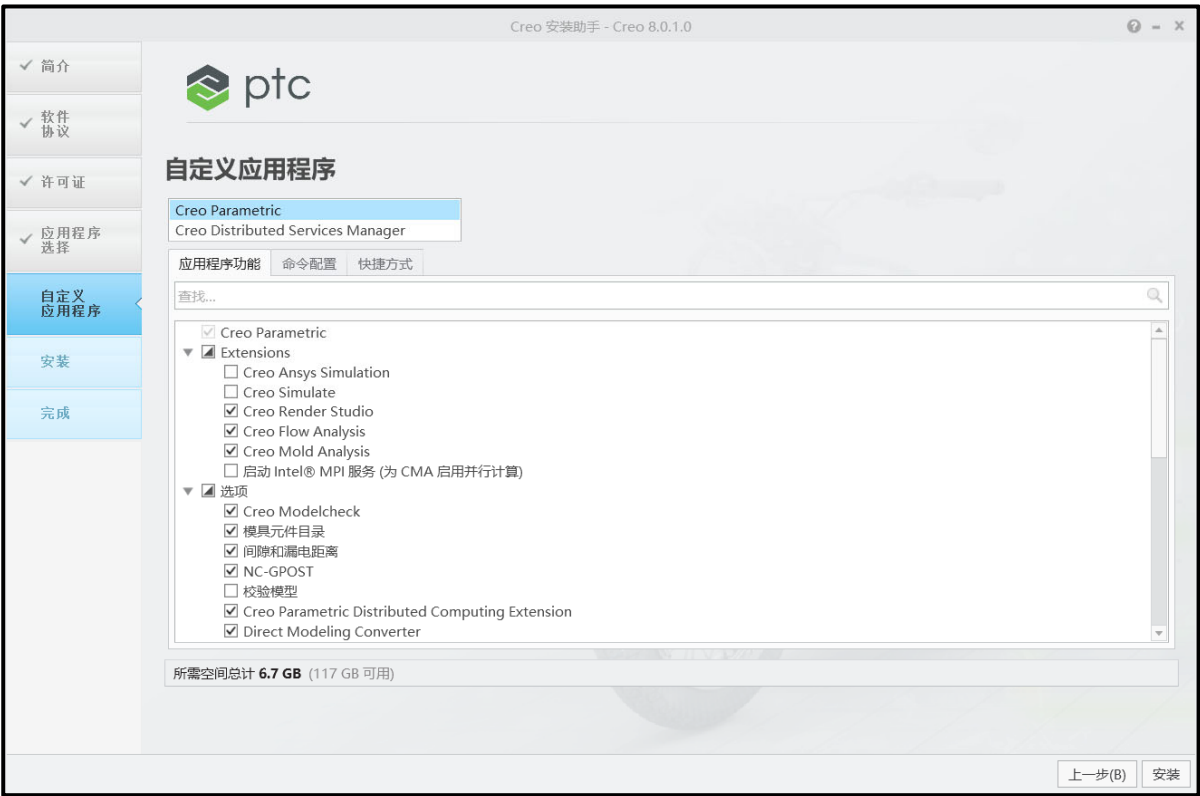 Creo 安装助手 - Creo 8.0.1.0
简介
软件
协议
许可证
应用程序
选择
自定义
应用程序
安装
完成
ptc
自定义应用程序
Creo Parametric
Creo Distributed Services Manager
应用程序功能 命令配置 快捷方式
查找...
Creo Parametric
Extensions
Creo Ansys Simulation
Creo Simulate
Creo Render Studio
Creo Flow Analysis
Creo Mold Analysis
启动 Intel® MPI 服务 (为 CMA 启用并行计算)
选项
Creo Modelcheck
模具元件目录
间隙和漏电距离
NC-GPOST
校验模型
Creo Parametric Distributed Computing Extension
Direct Modeling Converter
所需空间总计 6.7 GB (117 GB 可用)
上一步(B) 安装